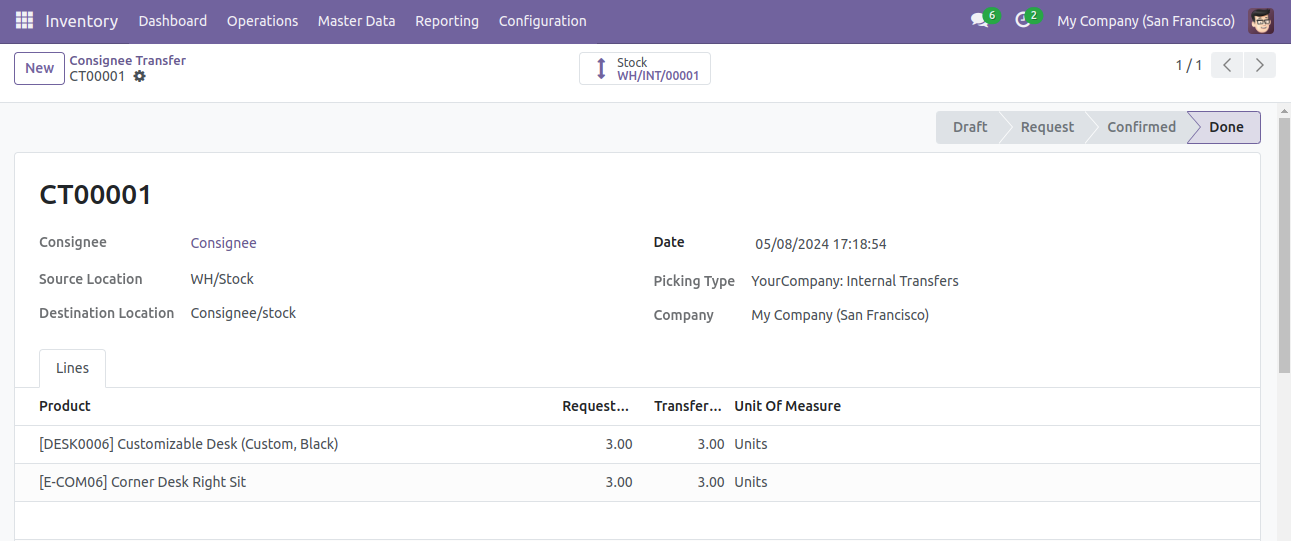 Inventory Dashboard Operations Master Data Reporting Configuration 6 2 My Company (San Francisco)
New Consignee Transfer Stock 1 / 1
CT00001 WH/INT/00001
Draft Request Confirmed Done
CT00001
Consignee Consignee Date 05/08/2024 17:18:54
Source Location WH/Stock Picking Type YourCompany: Internal Transfers
Destination Location Consignee/stock Company My Company (San Francisco)
Lines
Product Request... Transfer... Unit Of Measure
[DESK0006] Customizable Desk (Custom, Black) 3.00 3.00 Units
[E-COM06] Corner Desk Right Sit 3.00 3.00 Units